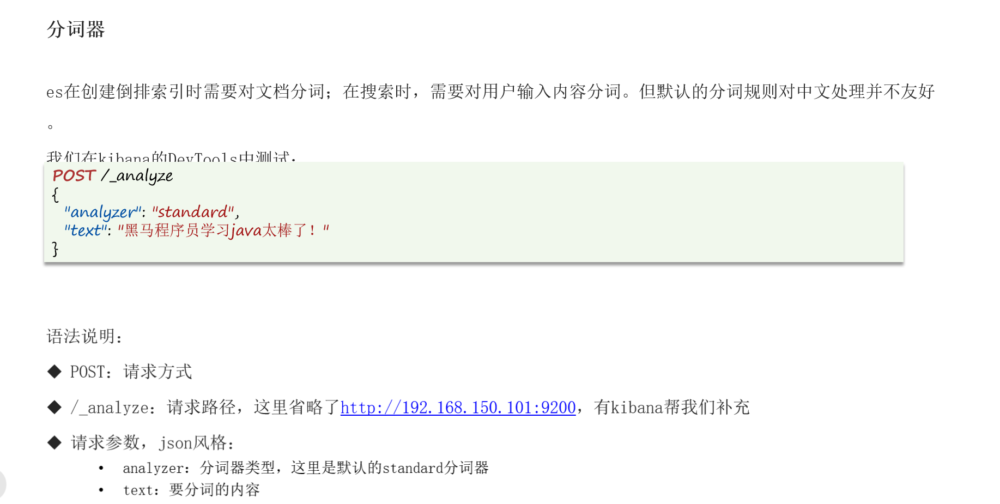 分词器
es在创建倒排索引时需要对文档分词；在搜索时，需要对用户输入内容分词。但默认的分词规则对中文处理并不友好
。
我们在kibana的DevTools中测试：
POST /_analyze
{
"analyzer": "standard",
"text": "黑马程序员学习java太棒了！"
}
语法说明：
◆ POST：请求方式
◆ /_analyze：请求路径，这里省略了http://192.168.150.101:9200，有kibana帮我们补充
◆ 请求参数，json风格：
• analyzer：分词器类型，这里是默认的standard分词器
• text：要分词的内容